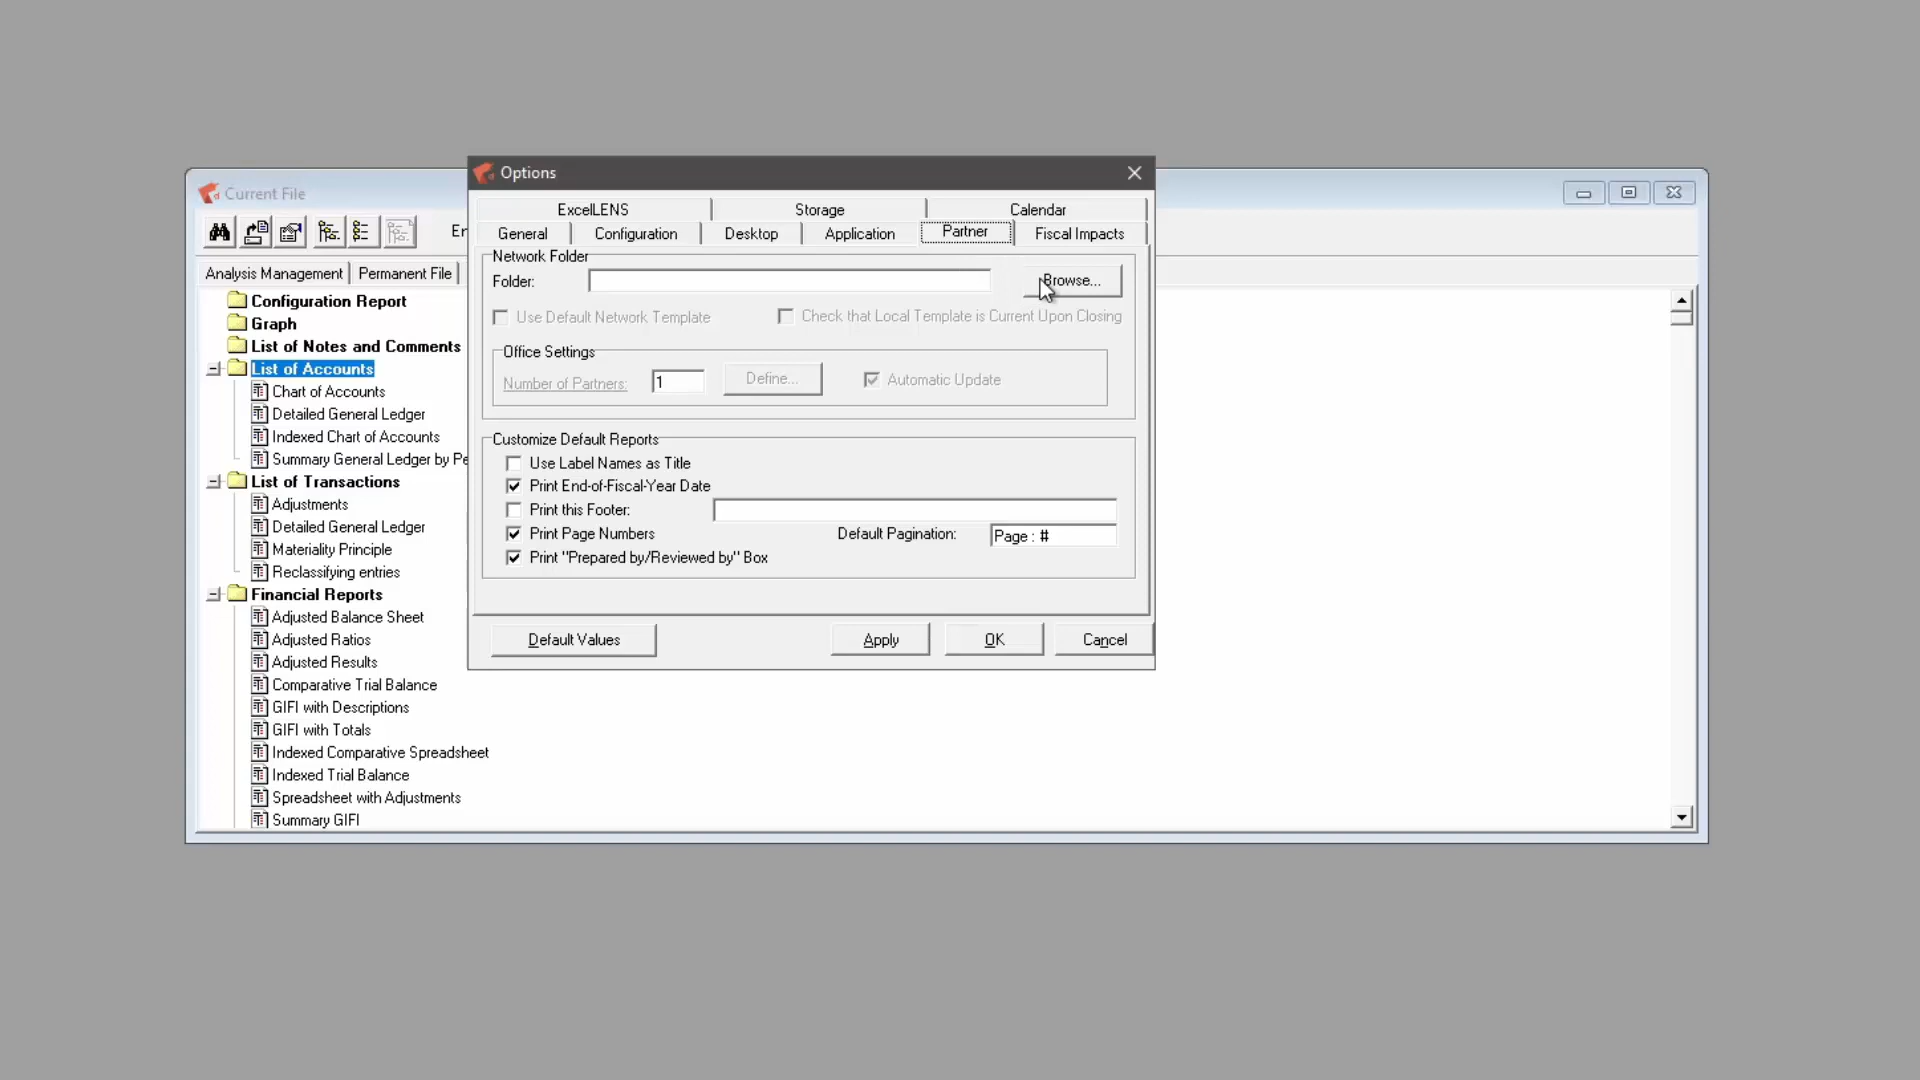 Options
Current File
ExcelLENS Storage Calendar
General Configuration Desktop Application Partner Fiscal Impacts
Er
Analysis Management Permanent File
Network Folder
Folder: Browse...
Use Default Network Template Check that Local Template is Current Upon Closing
Office Settings
Number of Partners: 1 Define... Automatic Update
Customize Default Reports
Use Label Names as Title
Print End-of-Fiscal-Year Date
Print this Footer:
Print Page Numbers Default Pagination: Page : #
Print "Prepared by/Reviewed by" Box
Default Values Apply OK Cancel
Configuration Report
Graph
List of Notes and Comments
List of Accounts
Chart of Accounts
Detailed General Ledger
Indexed Chart of Accounts
Summary General Ledger by Pe
List of Transactions
Adjustments
Detailed General Ledger
Materiality Principle
Reclassifying entries
Financial Reports
Adjusted Balance Sheet
Adjusted Ratios
Adjusted Results
Comparative Trial Balance
GIFI with Descriptions
GIFI with Totals
Indexed Comparative Spreadsheet
Indexed Trial Balance
Spreadsheet with Adjustments
Summary GIFI